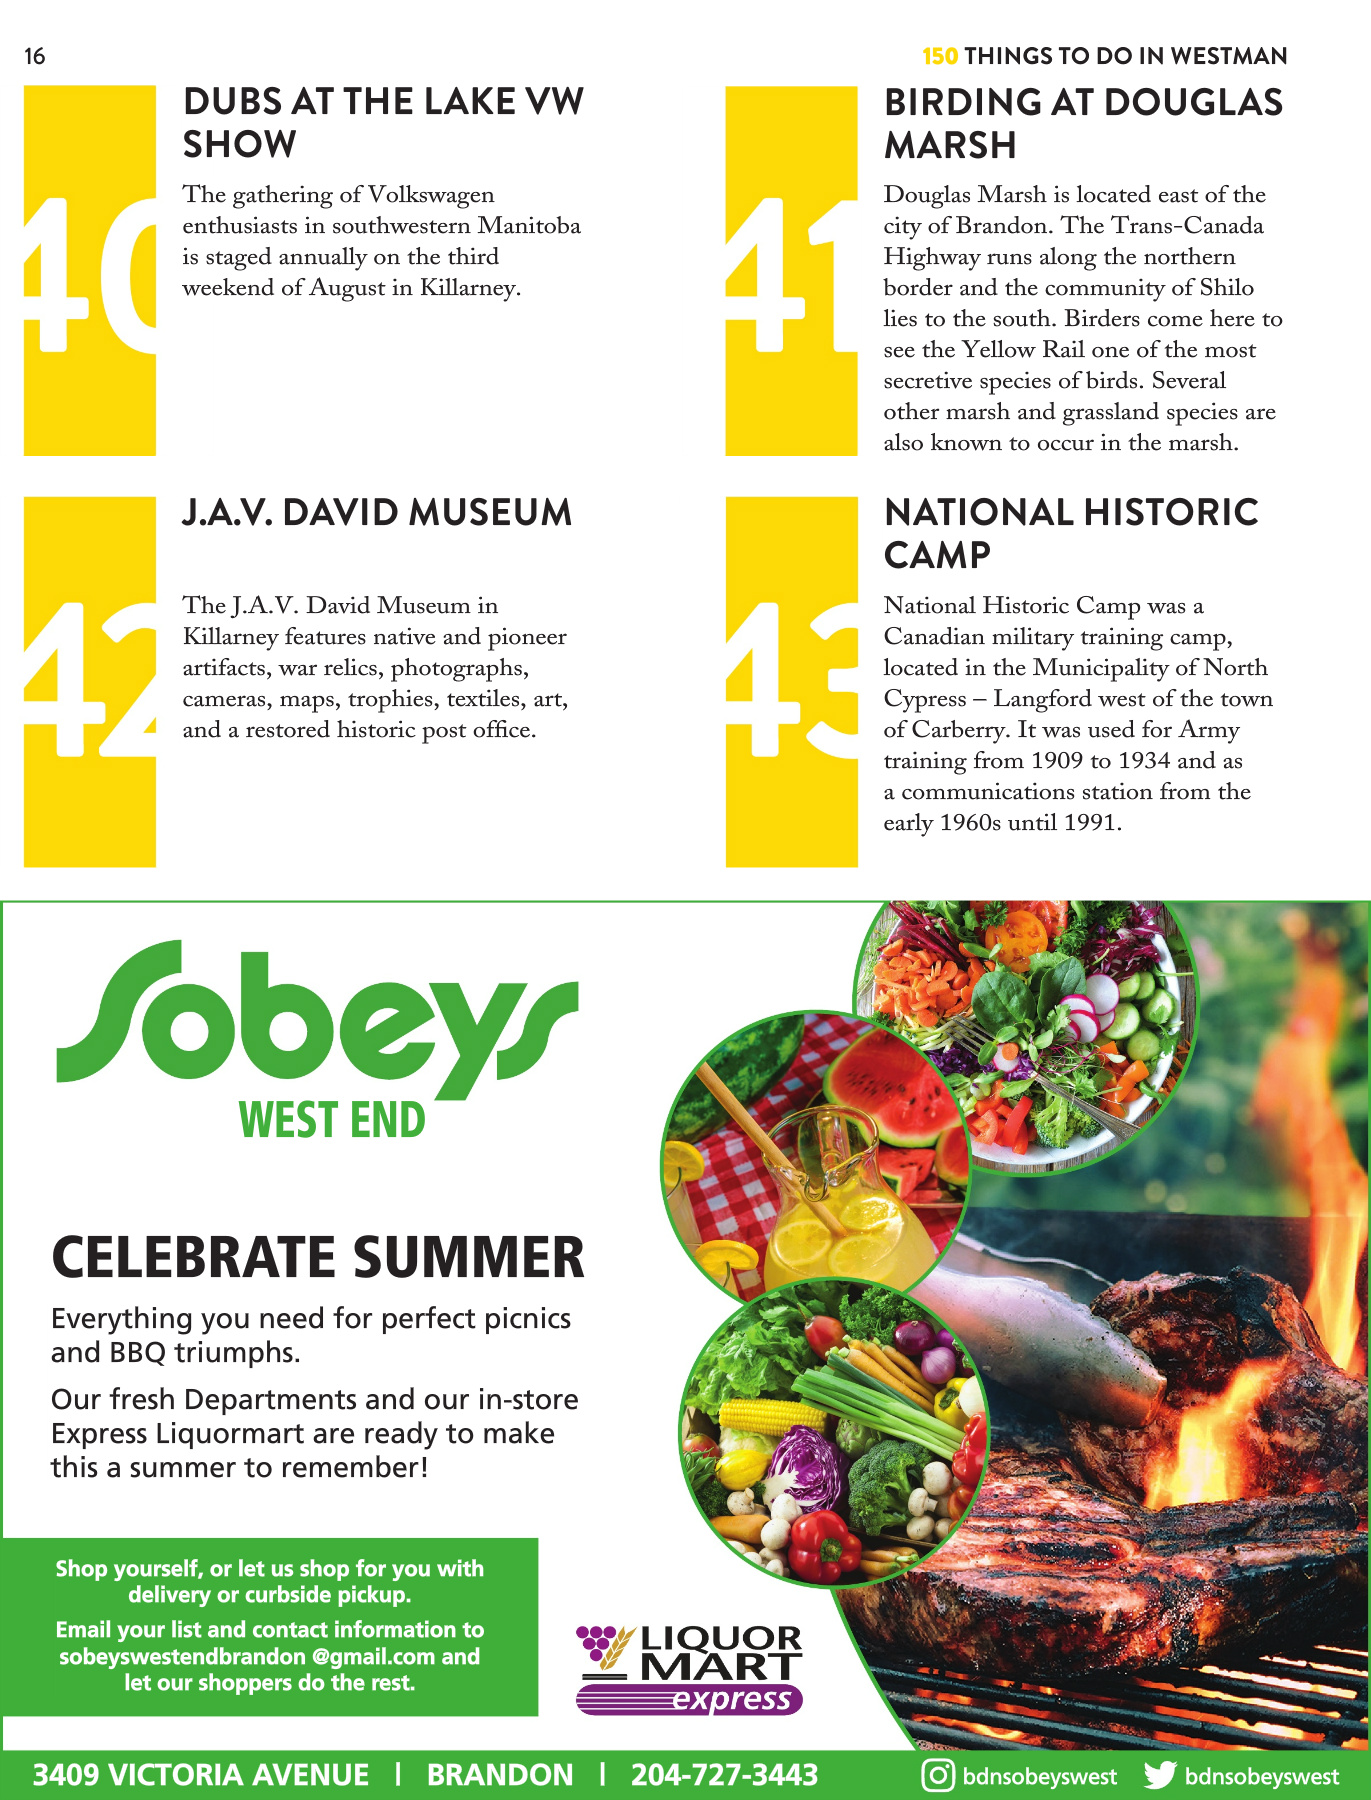 16
150 THINGS TO DO IN WESTMAN
40
DUBS AT THE LAKE VW
SHOW
The gathering of Volkswagen
enthusiasts in southwestern Manitoba
is staged annually on the third
weekend of August in Killarney.
41
BIRDING AT DOUGLAS
MARSH
Douglas Marsh is located east of the
city of Brandon. The Trans-Canada
Highway runs along the northern
border and the community of Shilo
lies to the south. Birders come here to
see the Yellow Rail one of the most
secretive species of birds. Several
other marsh and grassland species are
also known to occur in the marsh.
42
J.A.V. DAVID MUSEUM
The J.A.V. David Museum in
Killarney features native and pioneer
artifacts, war relics, photographs,
cameras, maps, trophies, textiles, art,
and a restored historic post office.
43
NATIONAL HISTORIC
CAMP
National Historic Camp was a
Canadian military training camp,
located in the Municipality of North
Cypress – Langford west of the town
of Carberry. It was used for Army
training from 1909 to 1934 and as
a communications station from the
early 1960s until 1991.
Sobeys
WEST END
CELEBRATE SUMMER
Everything you need for perfect picnics
and BBQ triumphs.
Our fresh Departments and our in-store
Express Liquormart are ready to make
this a summer to remember!
Shop yourself, or let us shop for you with
delivery or curbside pickup.
Email your list and contact information to
sobeyswestendbrandon @gmail.com and
let our shoppers do the rest.
LIQUOR
MART
express
3409 VICTORIA AVENUE | BRANDON | 204-727-3443
bdnsobeyswest bdnsobeyswest